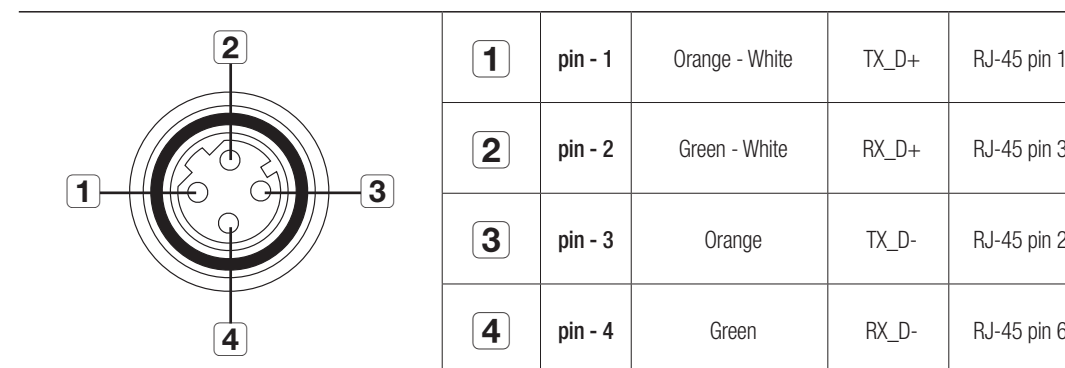 2
1
3
4
1 pin - 1 Orange - White TX_D+ RJ-45 pin 1
2 pin - 2 Green - White RX_D+ RJ-45 pin 3
3 pin - 3 Orange TX_D- RJ-45 pin 2
4 pin - 4 Green RX_D- RJ-45 pin 6